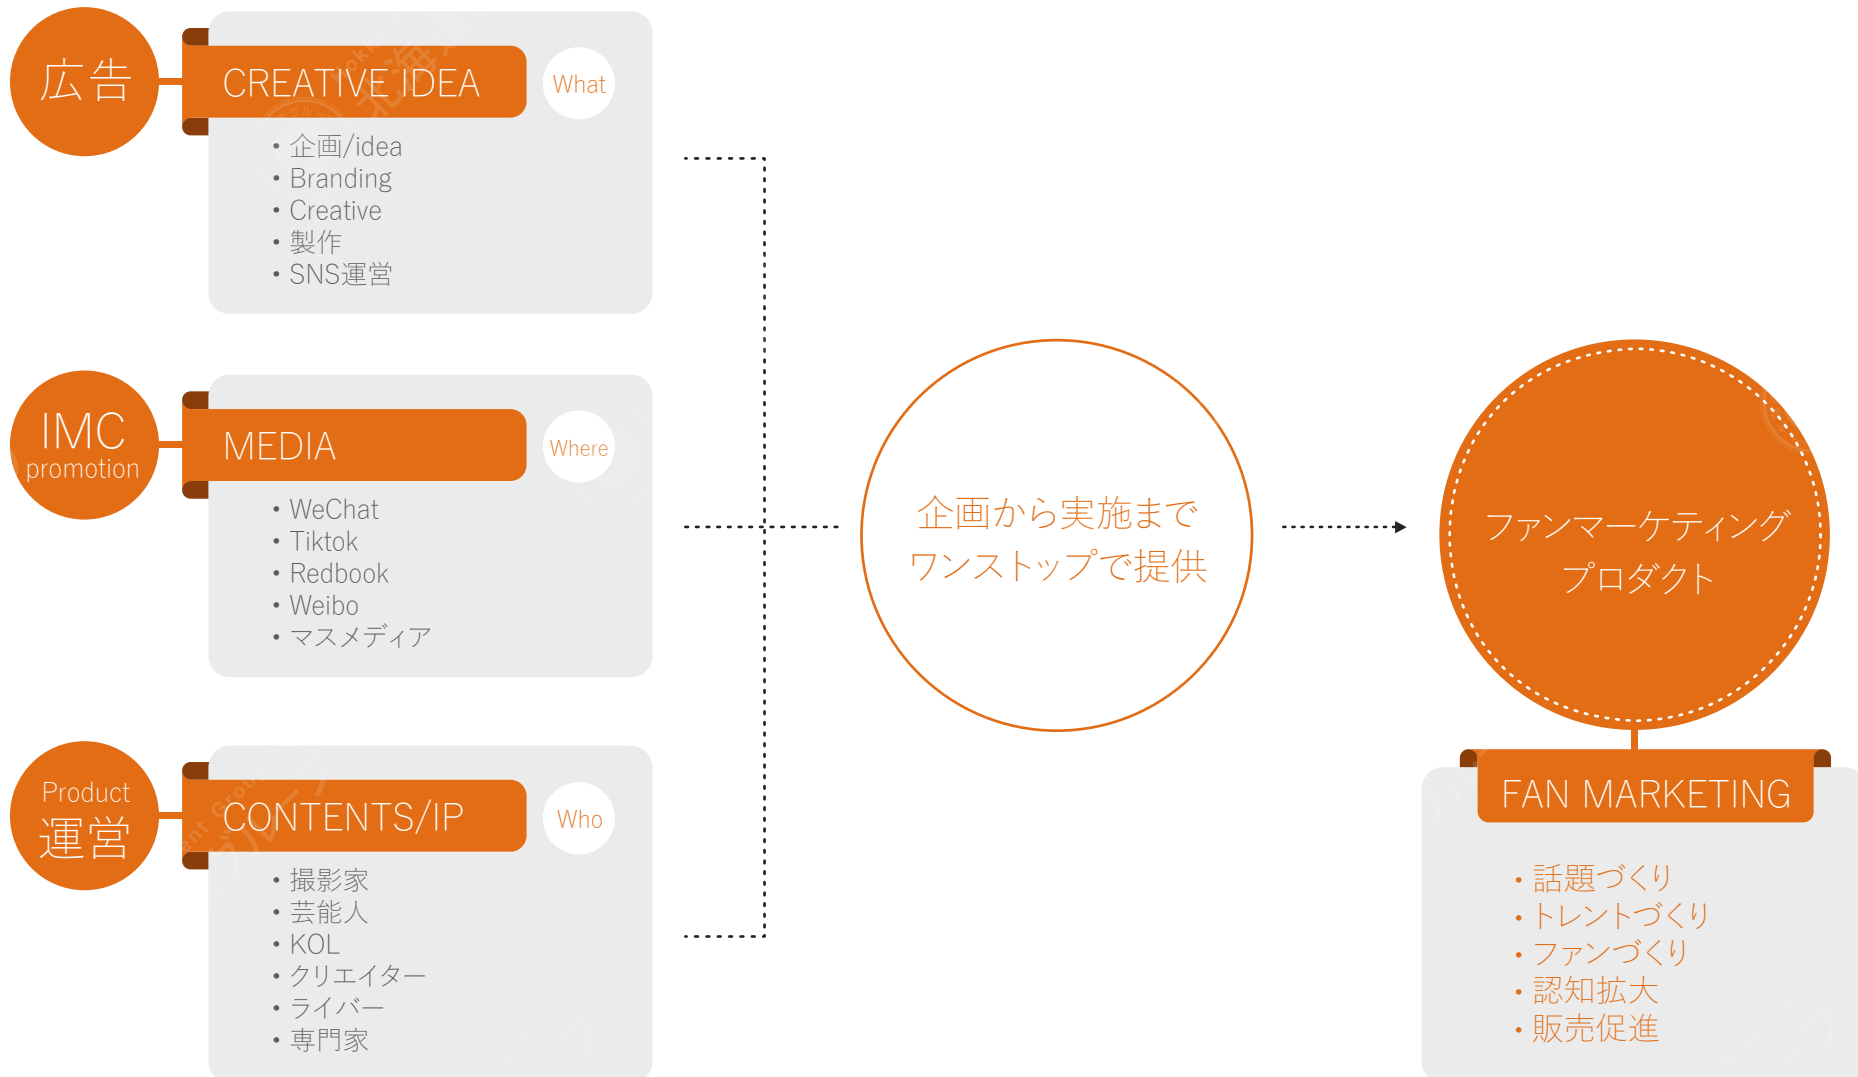 広告
CREATIVE IDEA
What
・企画/idea
・Branding
・Creative
・製作
・SNS運営
IMC
promotion
MEDIA
Where
・WeChat
・Tiktok
・Redbook
・Weibo
・マスメディア
Product
運営
CONTENTS/IP
Who
・撮影家
・芸能人
・KOL
・クリエイター
・ライバー
・専門家
企画から実施まで
ワンストップで提供
ファンマーケティング
プロダクト
FAN MARKETING
・話題づくり
・トレントづくり
・ファンづくり
・認知拡大
・販売促進